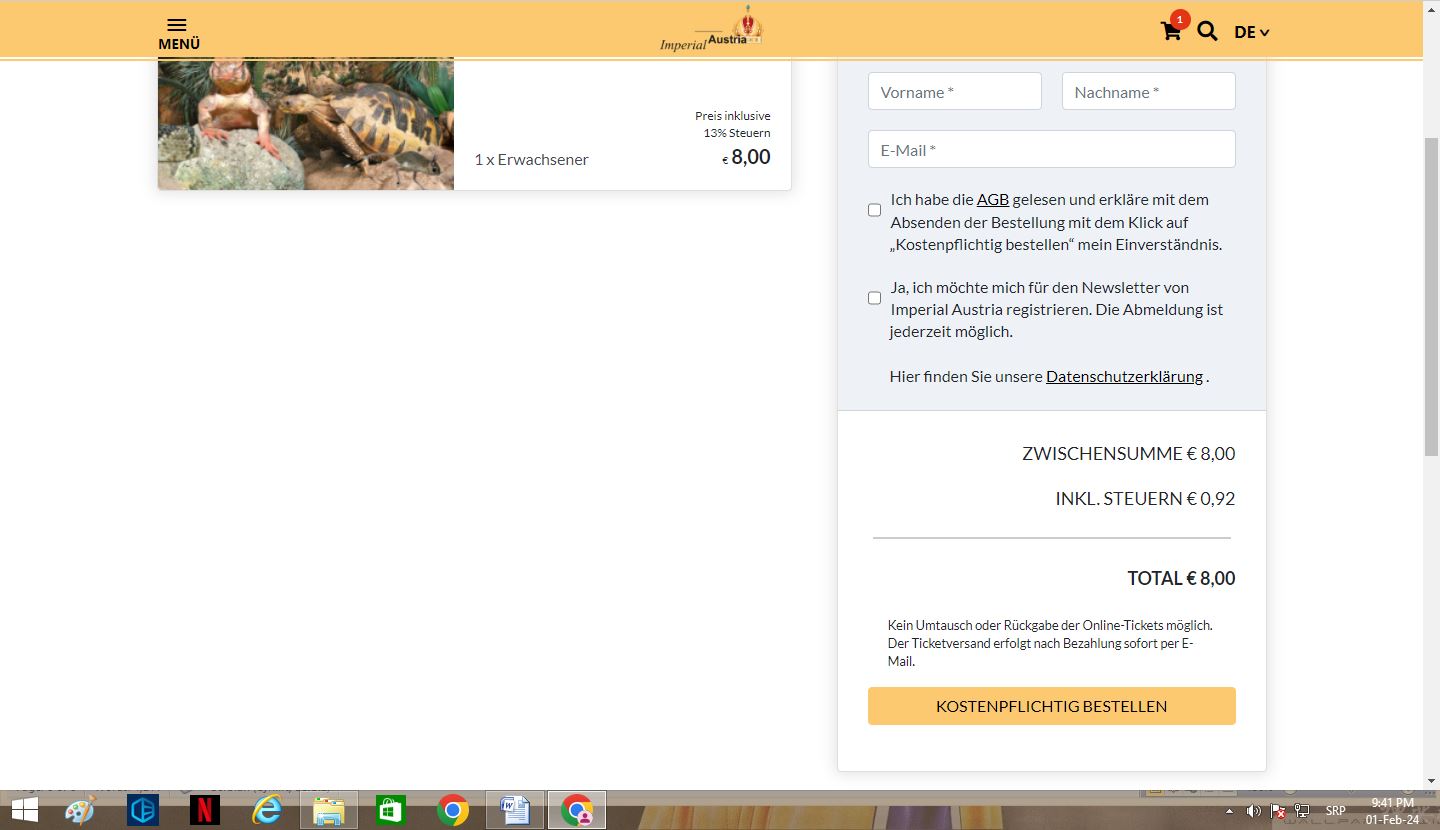 MENÜ
Imperial Austria
1
DE
Preis inklusive
13% Steuern
1 x Erwachsener
€ 8,00
Vorname *
Nachname *
E-Mail *
Ich habe die AGB gelesen und erkläre mit dem
Absenden der Bestellung mit dem Klick auf
„Kostenpflichtig bestellen“ mein Einverständnis.
Ja, ich möchte mich für den Newsletter von
Imperial Austria registrieren. Die Abmeldung ist
jederzeit möglich.
Hier finden Sie unsere Datenschutzerklärung .
ZWISCHENSUMME € 8,00
INKL. STEUERN € 0,92
TOTAL € 8,00
Kein Umtausch oder Rückgabe der Online-Tickets möglich.
Der Ticketversand erfolgt nach Bezahlung sofort per E-
Mail.
KOSTENPFLICHTIG BESTELLEN
SRP
9:41 PM
01-Feb-24